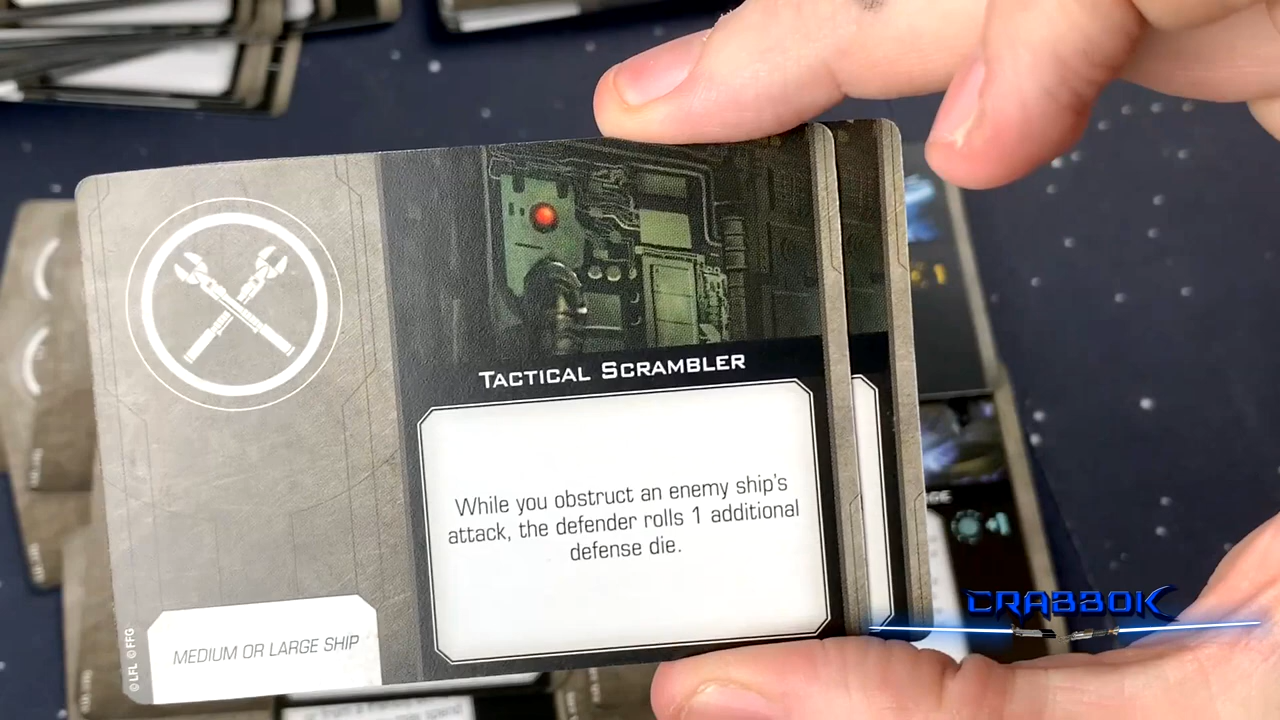 TACTICAL SCRAMBLER
While you obstruct an enemy ship's
attack, the defender rolls 1 additional
defense die.
MEDIUM OR LARGE SHIP
© LFL © FFG
CRABBOK